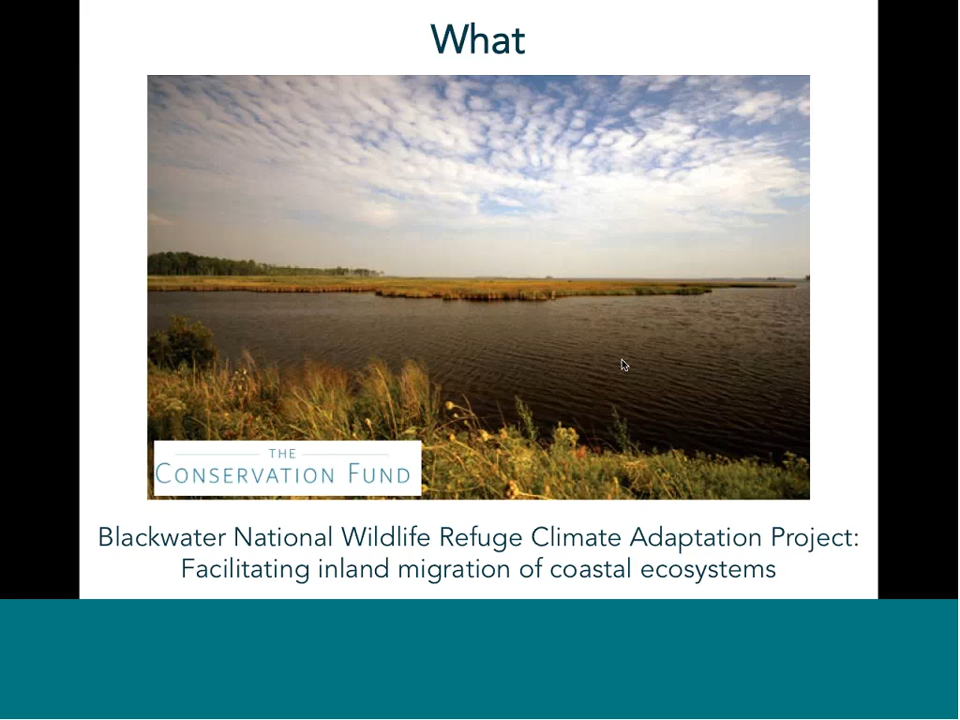 What
THE
CONSERVATION FUND
Blackwater National Wildlife Refuge Climate Adaptation Project:
Facilitating inland migration of coastal ecosystems